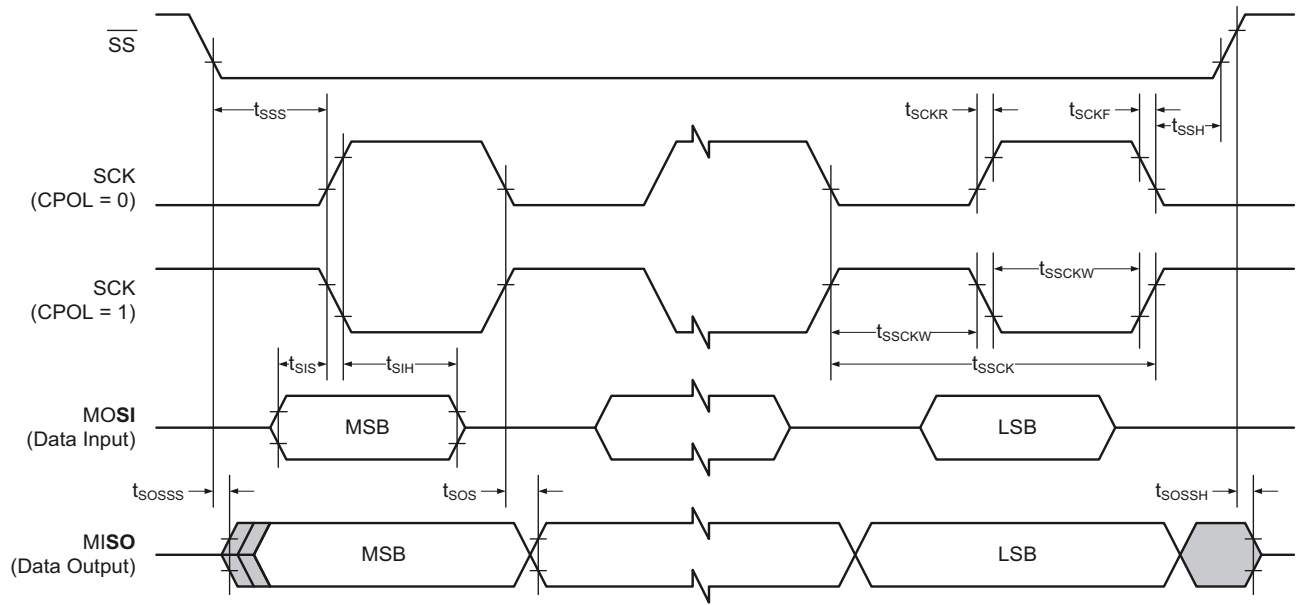 SS
tSSS
tSCKR
tSCKF
tSSH
SCK
(CPOL = 0)
SCK
(CPOL = 1)
tSSCKW
tSSCKW
tSSCK
tSIS
tSIH
MOSI
(Data Input)
MSB
LSB
tSOSSS
tSOS
tSOSSH
MISO
(Data Output)
MSB
LSB